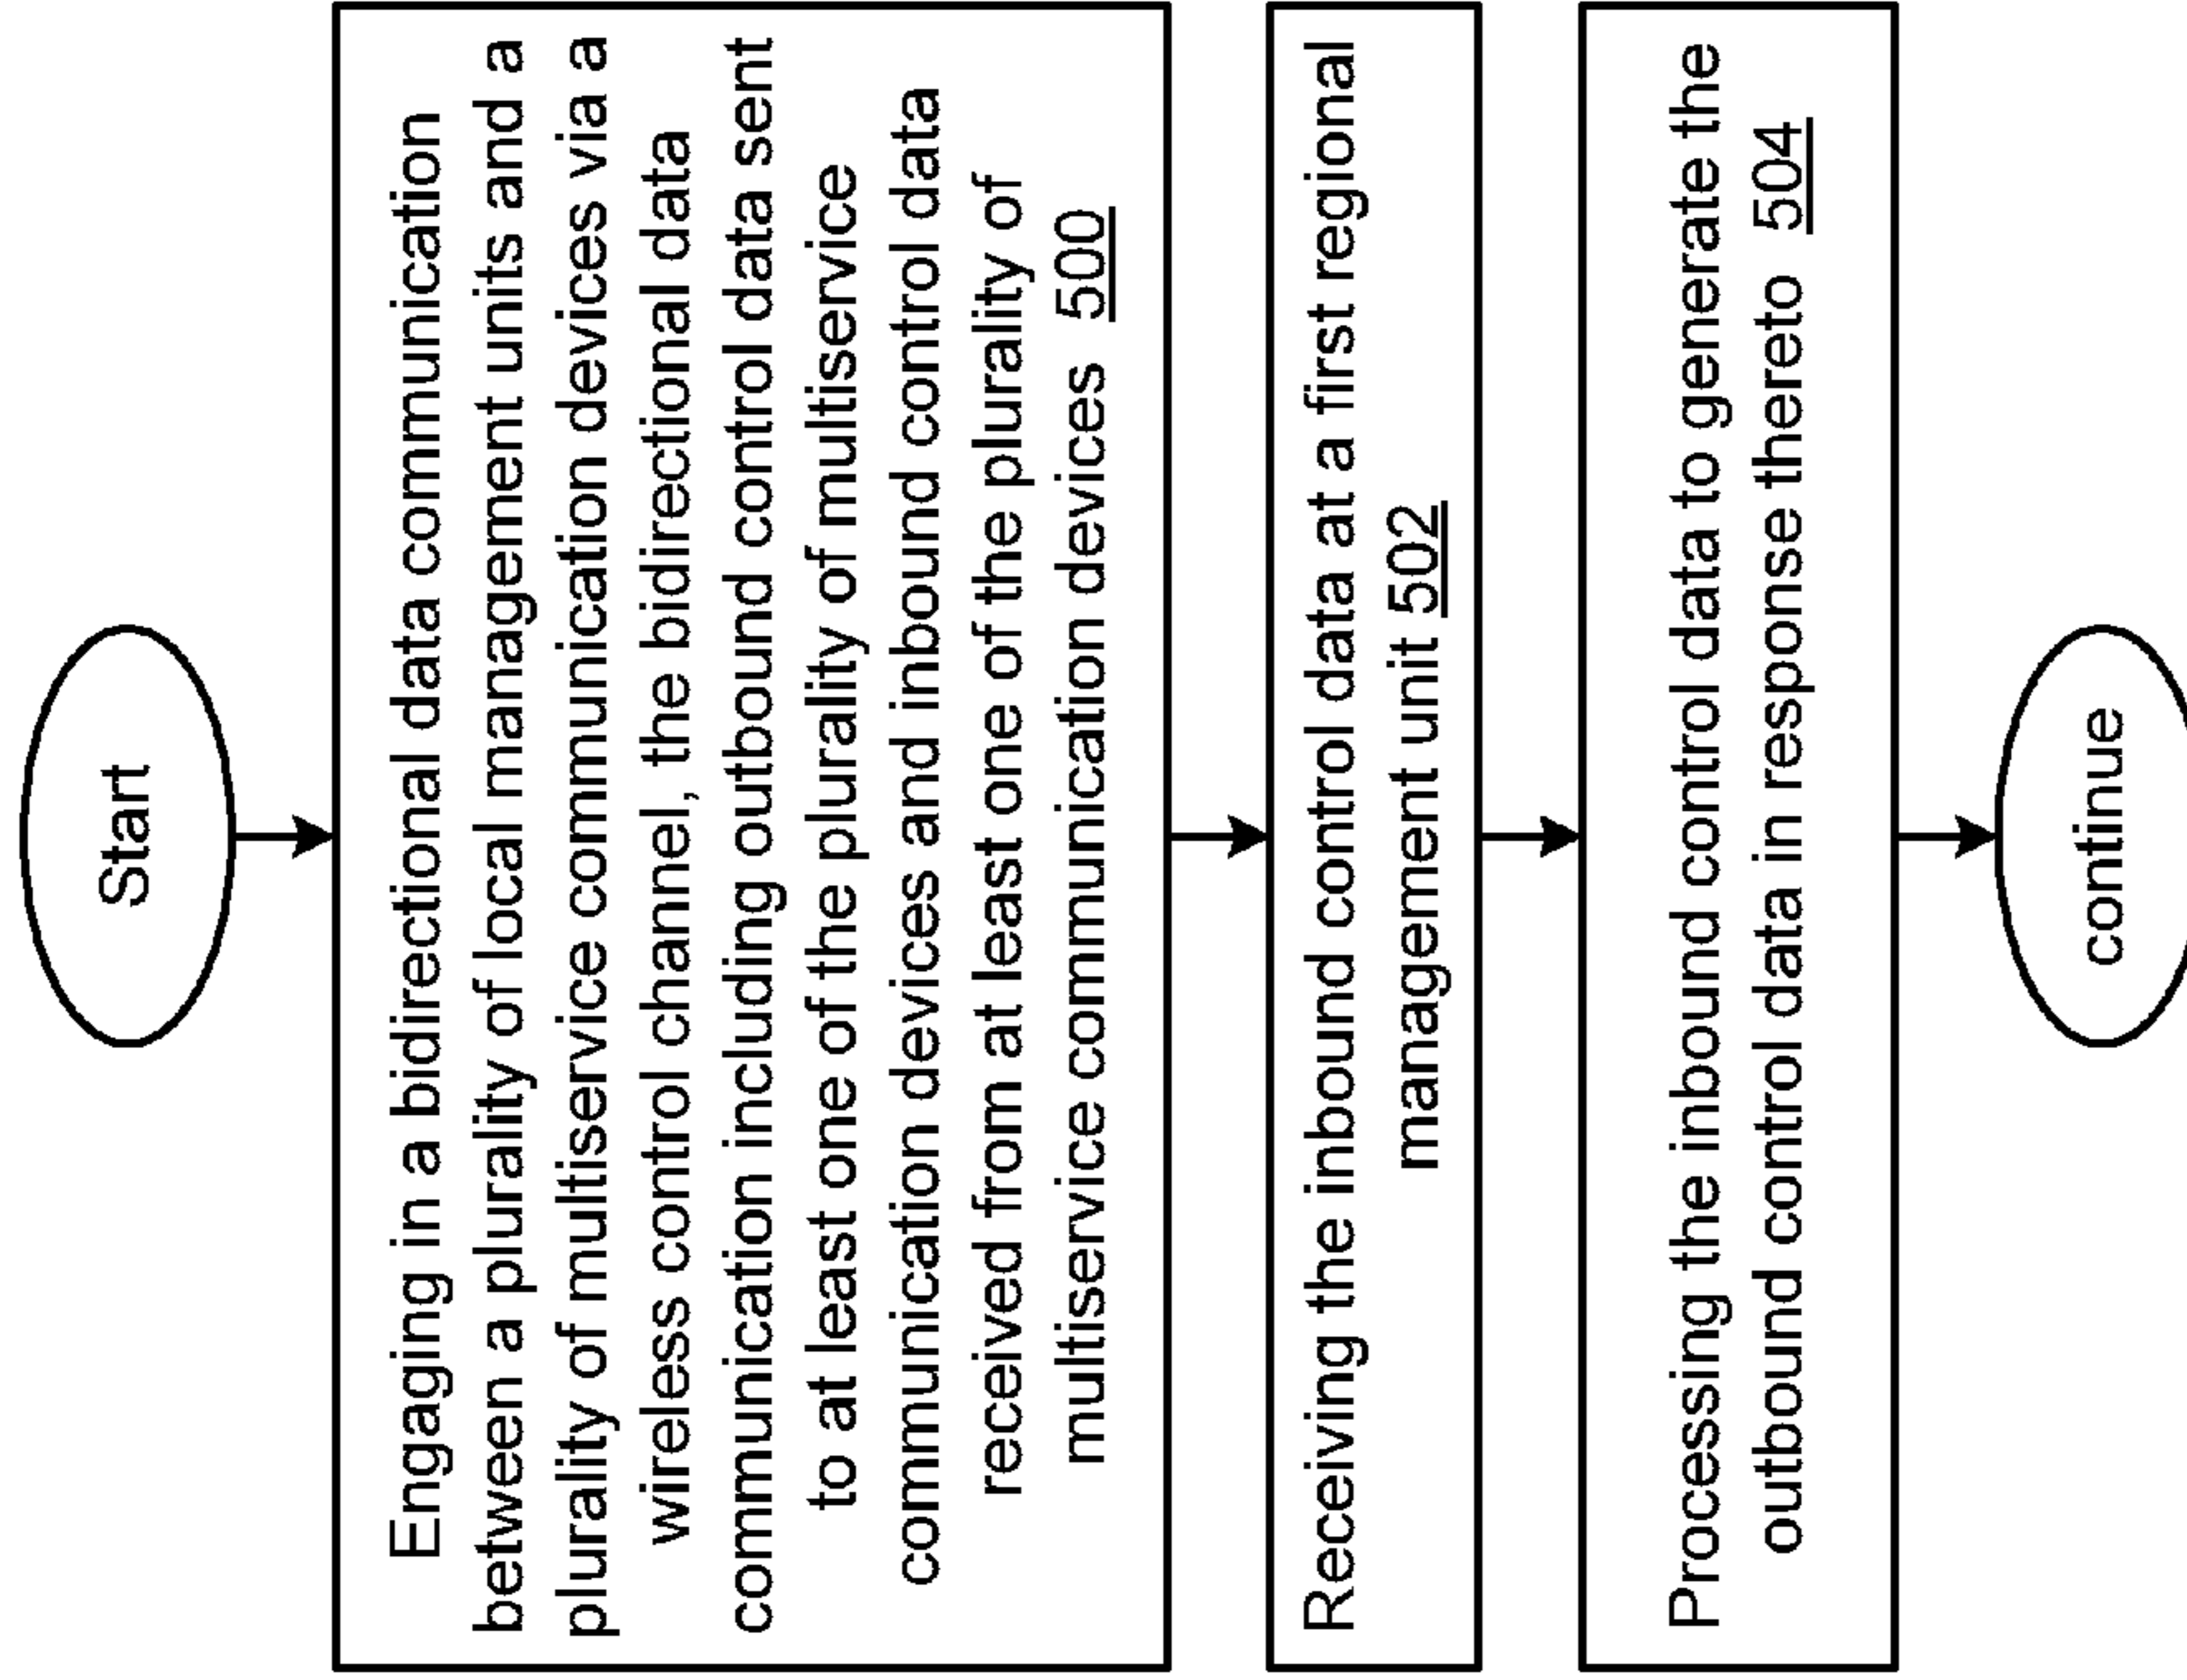 Start
Engaging in a bidirectional data communication
between a plurality of local management units and a
plurality of multiservice communication devices via a
wireless control channel, the bidirectional data
communication including outbound control data sent
to at least one of the plurality of multiservice
communication devices and inbound control data
received from at least one of the plurality of
multiservice communication devices 500
Receiving the inbound control data at a first regional
management unit 502
Processing the inbound control data to generate the
outbound control data in response thereto 504
continue